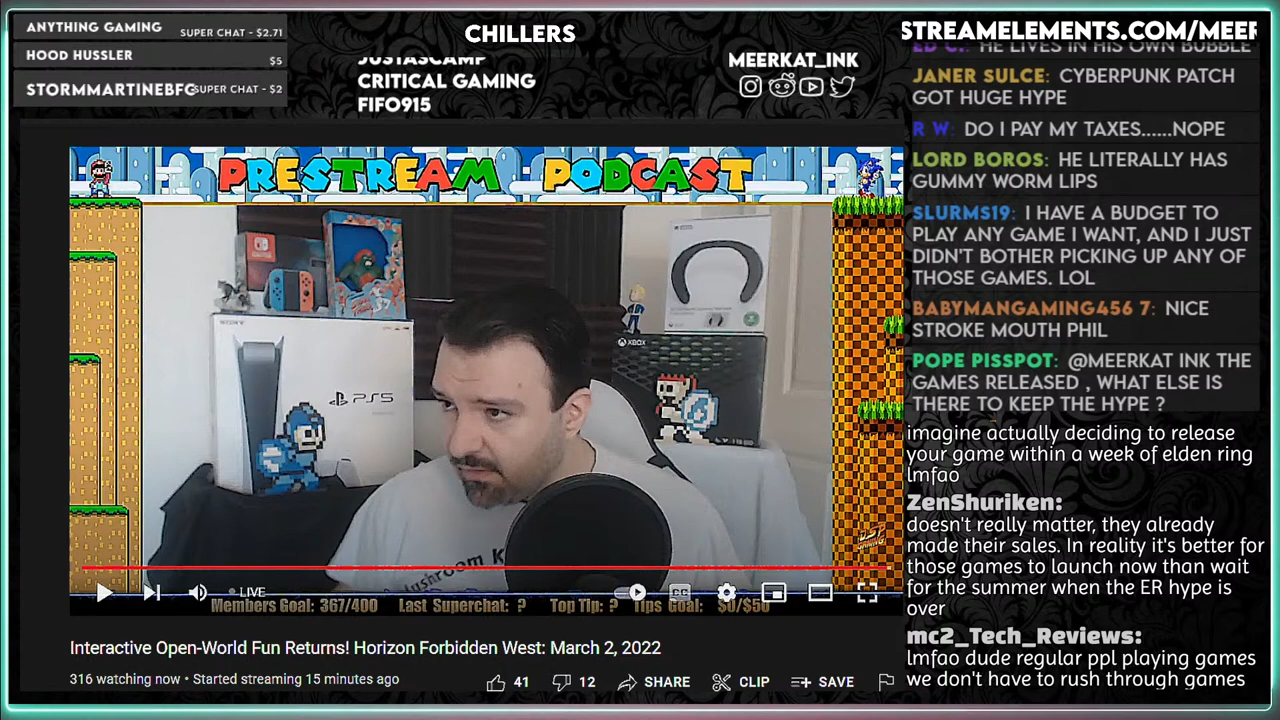 ANYTHING GAMING SUPER CHAT - $2.71
HOOD HUSSLER $5
STORMMARTINEBFG SUPER CHAT - $2
CHILLERS
JUSTASCAMP
CRITICAL GAMING
FIFO915
MEERKAT_INK
STREAMELEMENTS.COM/MEER
ED C.: HE LIVES IN HIS OWN BUBBLE
JANER SULCE: CYBERPUNK PATCH
GOT HUGE HYPE
R W: DO I PAY MY TAXES......NOPE
LORD BOROS: HE LITERALLY HAS
GUMMY WORM LIPS
SLURMS19: I HAVE A BUDGET TO
PLAY ANY GAME I WANT, AND I JUST
DIDN'T BOTHER PICKING UP ANY OF
THOSE GAMES. LOL
BABYMANGAMING456 7: NICE
STROKE MOUTH PHIL
POPE PISSPOT: @MEERKAT INK THE
GAMES RELEASED , WHAT ELSE IS
THERE TO KEEP THE HYPE ?
imagine actually deciding to release
your game within a week of elden ring
lmfao
ZenShuriken:
doesn't really matter, they already
made their sales. In reality it's better for
those games to launch now than wait
for the summer when the ER hype is
over
mc2_Tech_Reviews:
lmfao dude regular ppl playing games
we don't have to rush through games
PRESTREAM PODCAST
SONY
PS5
XBOX
DSP
GAMING
LIVE
CC
Members Goal: 367/400 Last Superchat: ? Top Tip: ? Tips Goal: $0/$50
Interactive Open-World Fun Returns! Horizon Forbidden West: March 2, 2022
316 watching now • Started streaming 15 minutes ago
41 12 SHARE CLIP SAVE